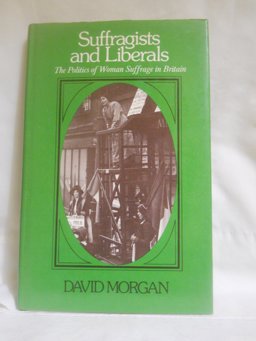 Suffragists
and Liberals
The Politics of Woman Suffrage in Britain
DAVID MORGAN